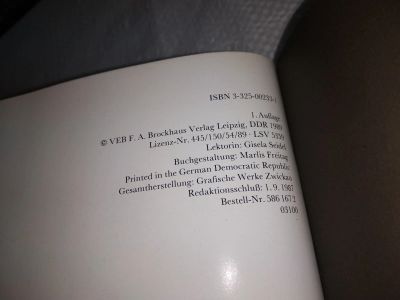 ISBN 3-325-00233-1
1. Auflage
© VEB F. A. Brockhaus Verlag Leipzig, DDR 1989
Lizenz-Nr. 445/150/54/89 · LSV 5359
Lektorin: Gisela Seidel
Buchgestaltung: Marlis Freitag
Printed in the German Democratic Republic
Gesamtherstellung: Grafische Werke Zwickau
Redaktionsschluß: 1. 9. 1987
Bestell-Nr. 586 167 2
03100